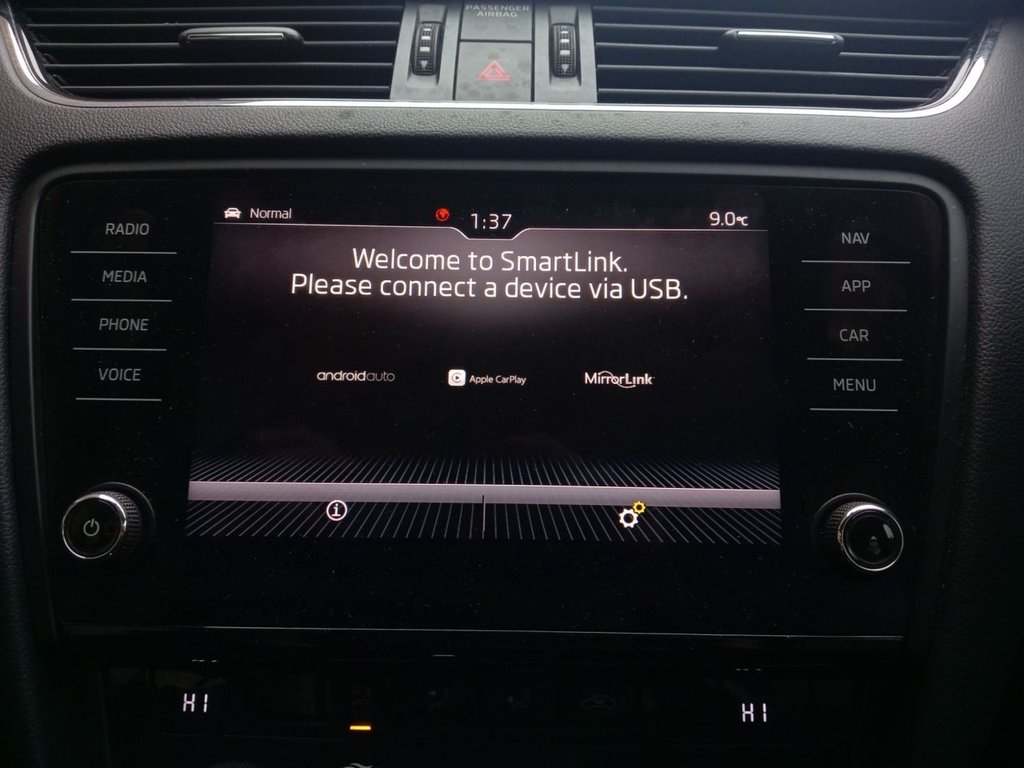 PASSENGER
AIRBAG
Normal 1:37 9.0°C
Welcome to SmartLink.
Please connect a device via USB.
androidauto Apple CarPlay MirrorLink
RADIO
MEDIA
PHONE
VOICE
NAV
APP
CAR
MENU
HI HI